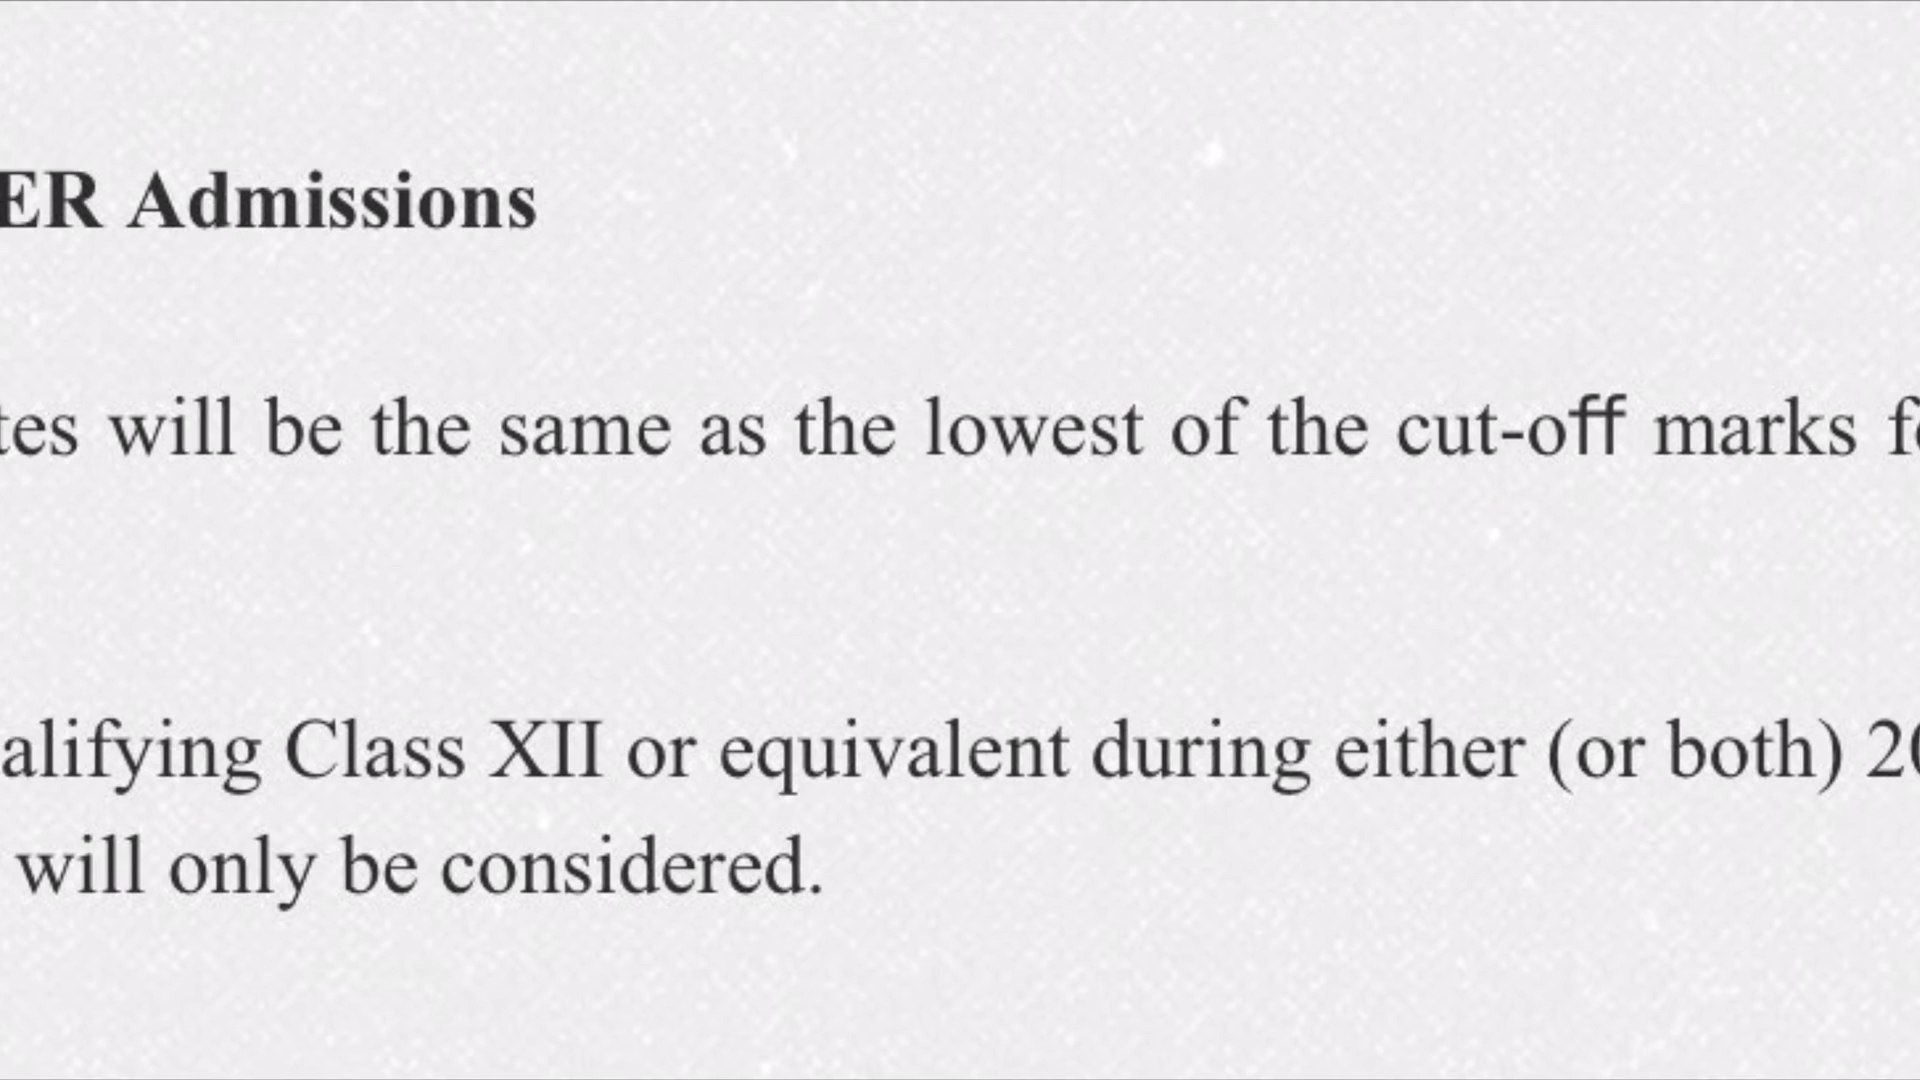 ER Admissions
tes will be the same as the lowest of the cut-off marks f
alifying Class XII or equivalent during either (or both) 20
will only be considered.